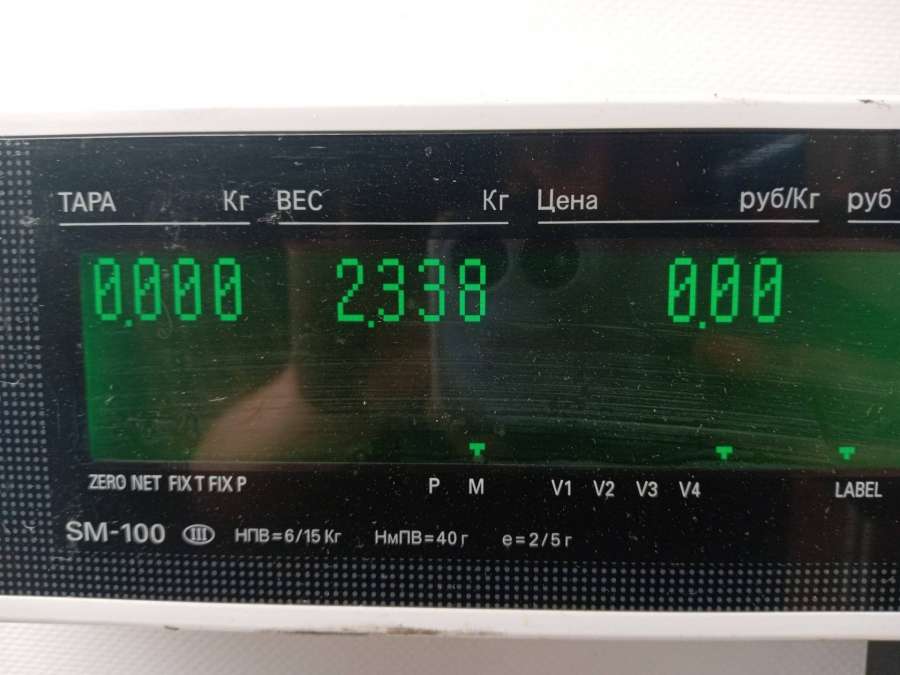 ТАРА Кг ВЕС Кг Цена руб/Кг руб
0.000 2.338 0.00
ZERO NET FIX T FIX P P M V1 V2 V3 V4 LABEL
SM-100 III НПВ=6/15 Кг НмПВ=40 г e=2/5 г